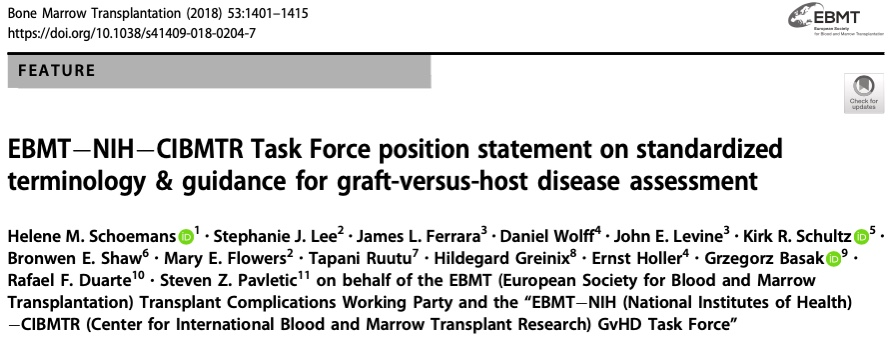 Bone Marrow Transplantation (2018) 53:1401–1415
https://doi.org/10.1038/s41409-018-0204-7
EBMT
European Society
for Blood and Marrow Transplantation
FEATURE
Check for
updates
EBMT−NIH−CIBMTR Task Force position statement on standardized
terminology & guidance for graft-versus-host disease assessment
Helene M. Schoemans iD 1 · Stephanie J. Lee2 · James L. Ferrara3 · Daniel Wolff4 · John E. Levine3 · Kirk R. Schultz iD 5 ·
Bronwen E. Shaw6 · Mary E. Flowers2 · Tapani Ruutu7 · Hildegard Greinix8 · Ernst Holler4 · Grzegorz Basak iD 9 ·
Rafael F. Duarte10 · Steven Z. Pavletic11 on behalf of the EBMT (European Society for Blood and Marrow
Transplantation) Transplant Complications Working Party and the “EBMT−NIH (National Institutes of Health)
−CIBMTR (Center for International Blood and Marrow Transplant Research) GvHD Task Force”